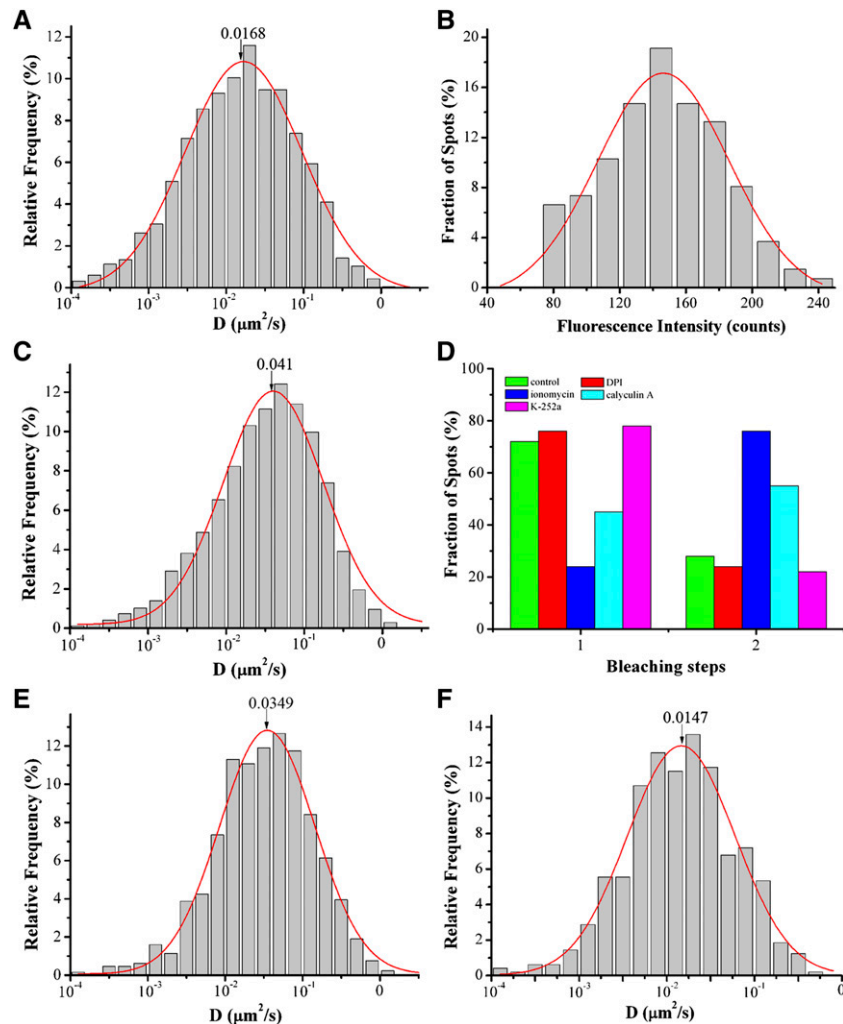 A
0.0168
12
10
8
6
4
2
0
Relative Frequency (%)
10⁻⁴ 10⁻³ 10⁻² 10⁻¹ 0
D (μm²/s)
B
20
16
12
8
4
0
Fraction of Spots (%)
40 80 120 160 200 240
Fluorescence Intensity (counts)
C
0.041
12
10
8
6
4
2
0
Relative Frequency (%)
10⁻⁴ 10⁻³ 10⁻² 10⁻¹ 0
D (μm²/s)
D
100
80
60
40
20
0
Fraction of Spots (%)
control DPI
ionomycin calyculin A
K-252a
1 2
Bleaching steps
E
0.0349
12
10
8
6
4
2
0
Relative Frequency (%)
10⁻⁴ 10⁻³ 10⁻² 10⁻¹ 0
D (μm²/s)
F
0.0147
14
12
10
8
6
4
2
0
Relative Frequency (%)
10⁻⁴ 10⁻³ 10⁻² 10⁻¹ 0
D (μm²/s)